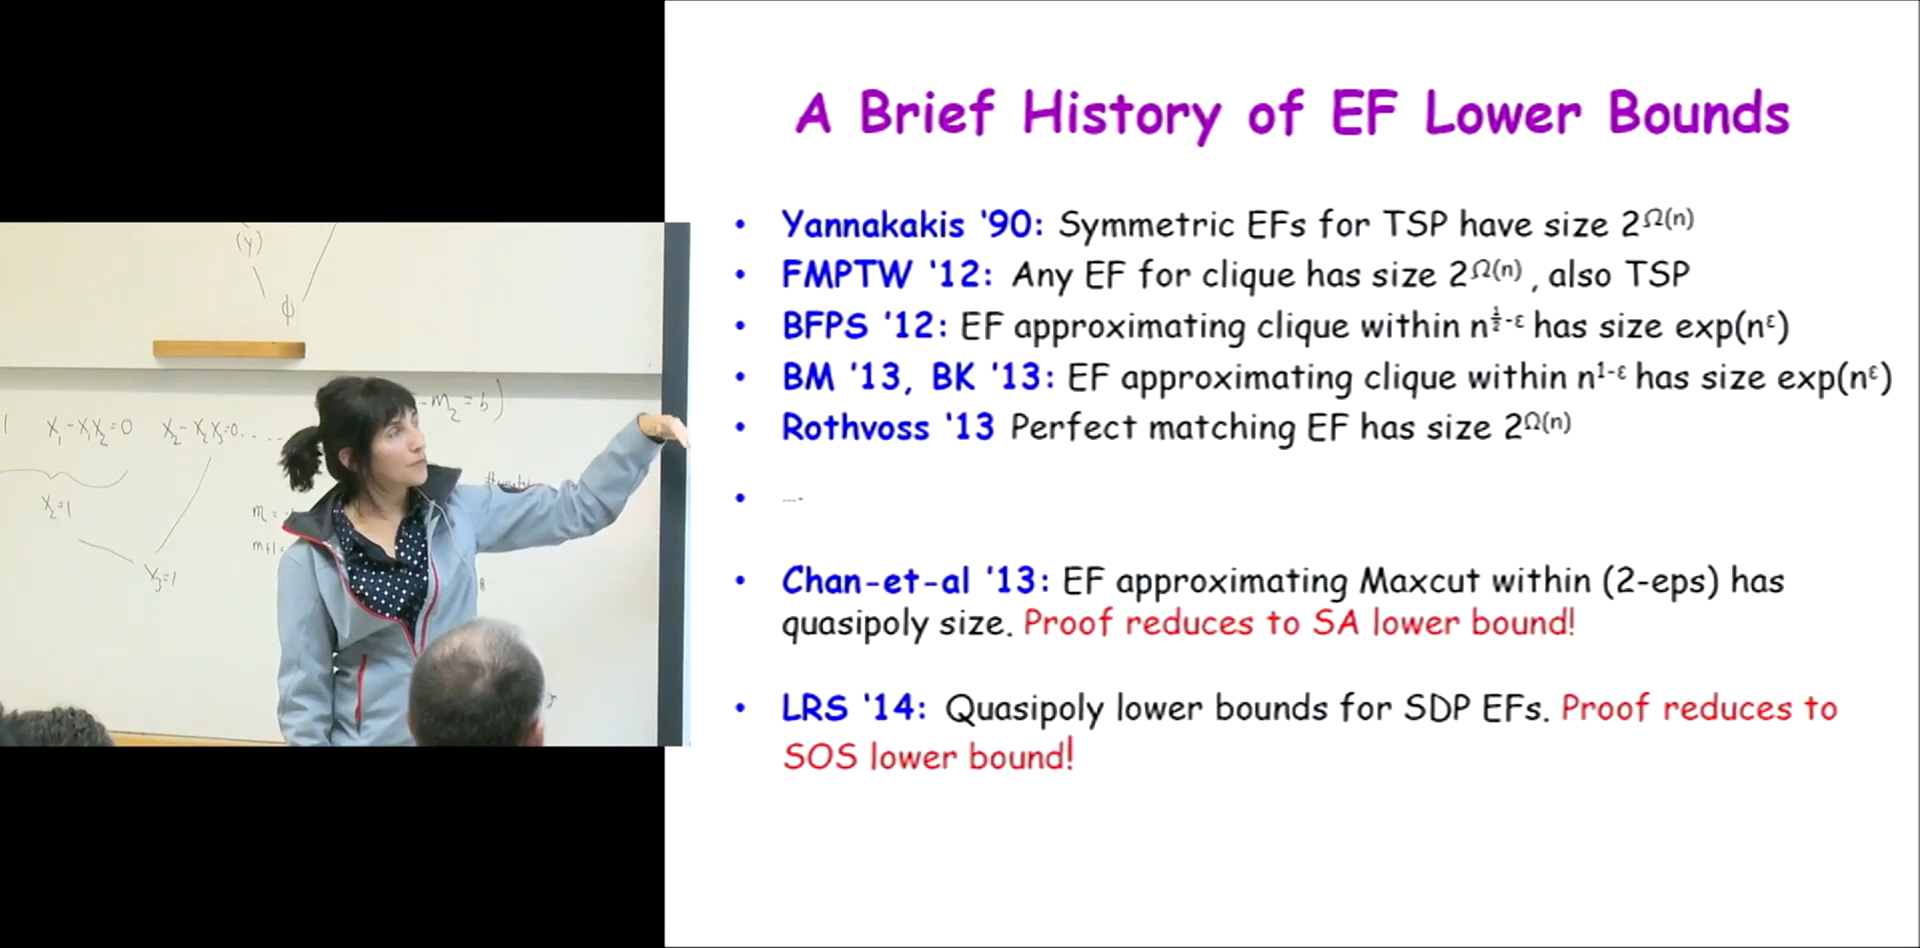 A Brief History of EF Lower Bounds
• Yannakakis '90: Symmetric EFs for TSP have size 2^Ω(n)
• FMPTW '12: Any EF for clique has size 2^Ω(n) , also TSP
• BFPS '12: EF approximating clique within n^½-ε has size exp(n^ε)
• BM '13, BK '13: EF approximating clique within n^1-ε has size exp(n^ε)
• Rothvoss '13 Perfect matching EF has size 2^Ω(n)
• ...
• Chan-et-al '13: EF approximating Maxcut within (2-eps) has
quasipoly size. Proof reduces to SA lower bound!
• LRS '14: Quasipoly lower bounds for SDP EFs. Proof reduces to
SOS lower bound!
(Y)
φ
-m₂=b)
x₁-x₁x₂=0 x₂-x₂x₃=0....
x₂=1
x₃=1
m=
m+1=